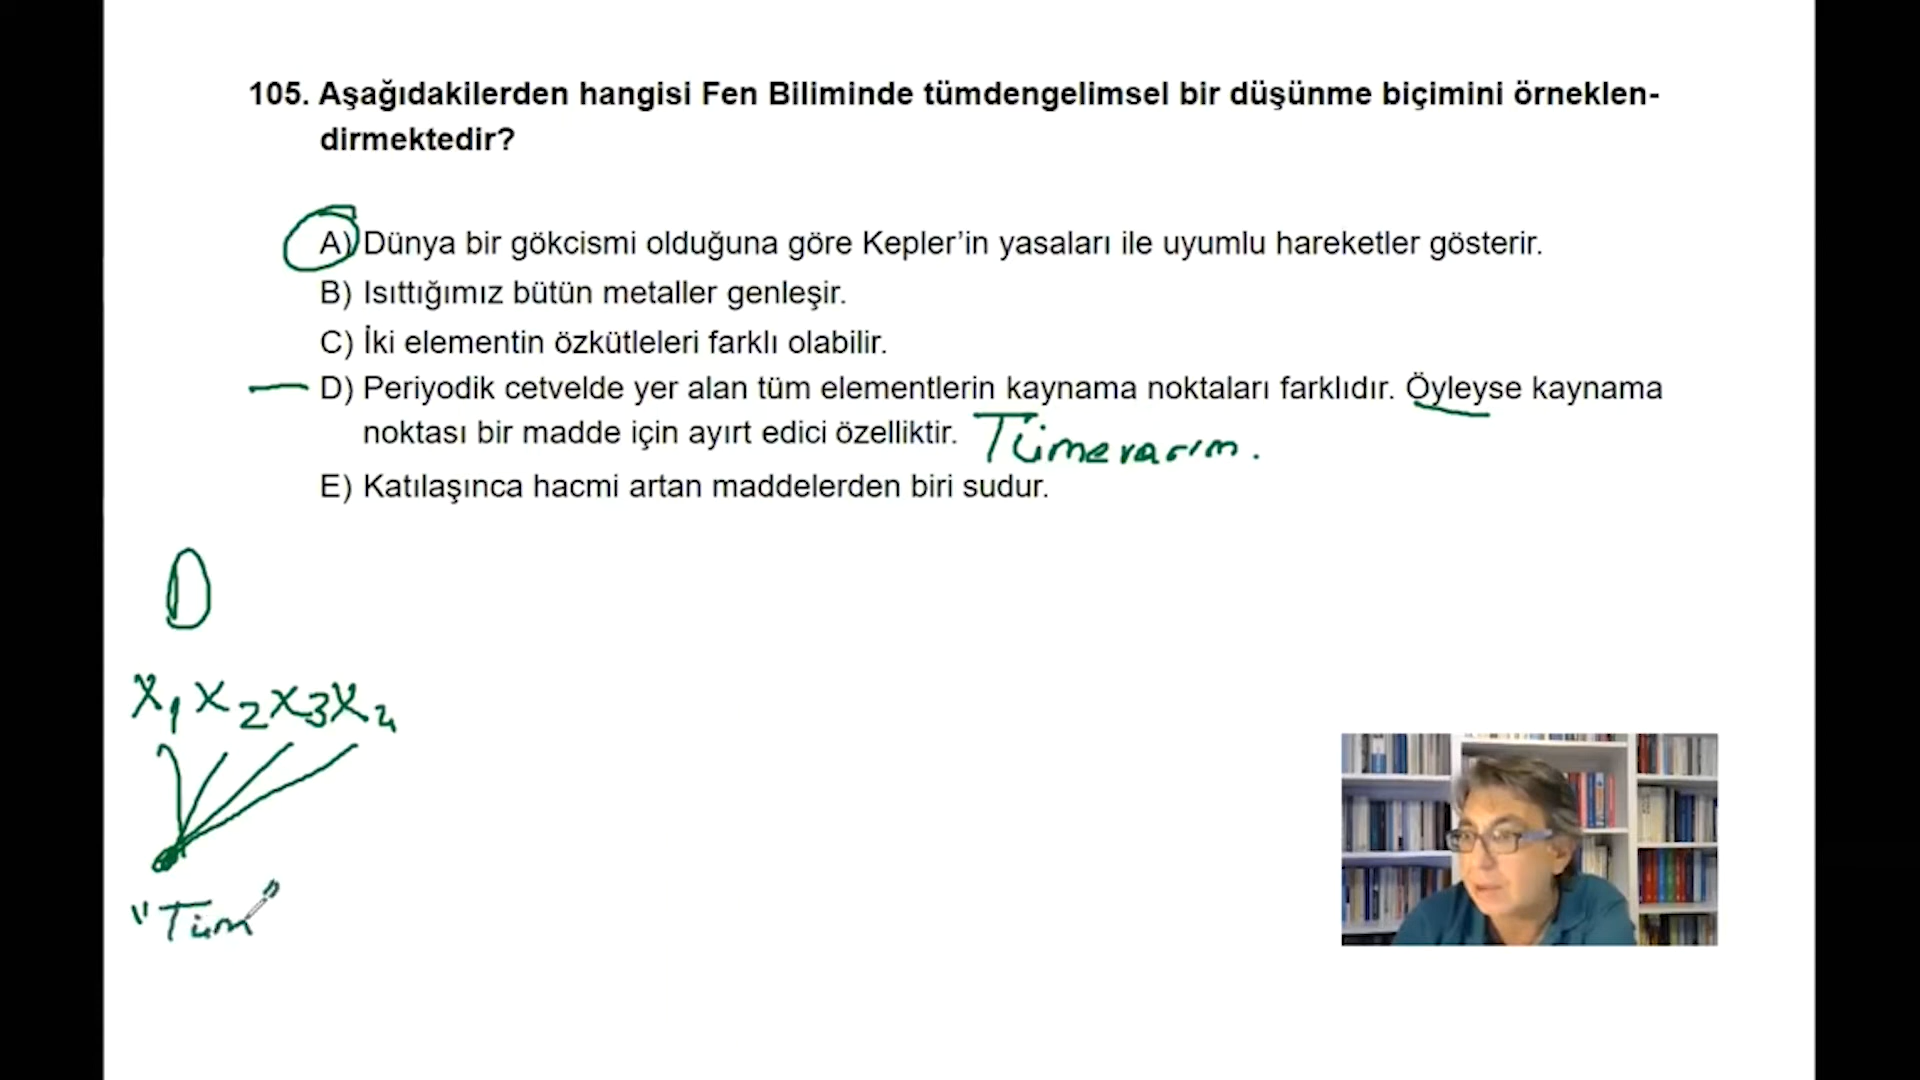 105. Aşağıdakilerden hangisi Fen Biliminde tümdengelimsel bir düşünme biçimini örneklen-
dirmektedir?
A) Dünya bir gökcismi olduğuna göre Kepler'in yasaları ile uyumlu hareketler gösterir.
B) Isıttığımız bütün metaller genleşir.
C) İki elementin özkütleleri farklı olabilir.
D) Periyodik cetvelde yer alan tüm elementlerin kaynama noktaları farklıdır. Öyleyse kaynama
noktası bir madde için ayırt edici özelliktir. Tümevarım.
E) Katılaşınca hacmi artan maddelerden biri sudur.
D
x1 x2 x3 x4
"Tüm"